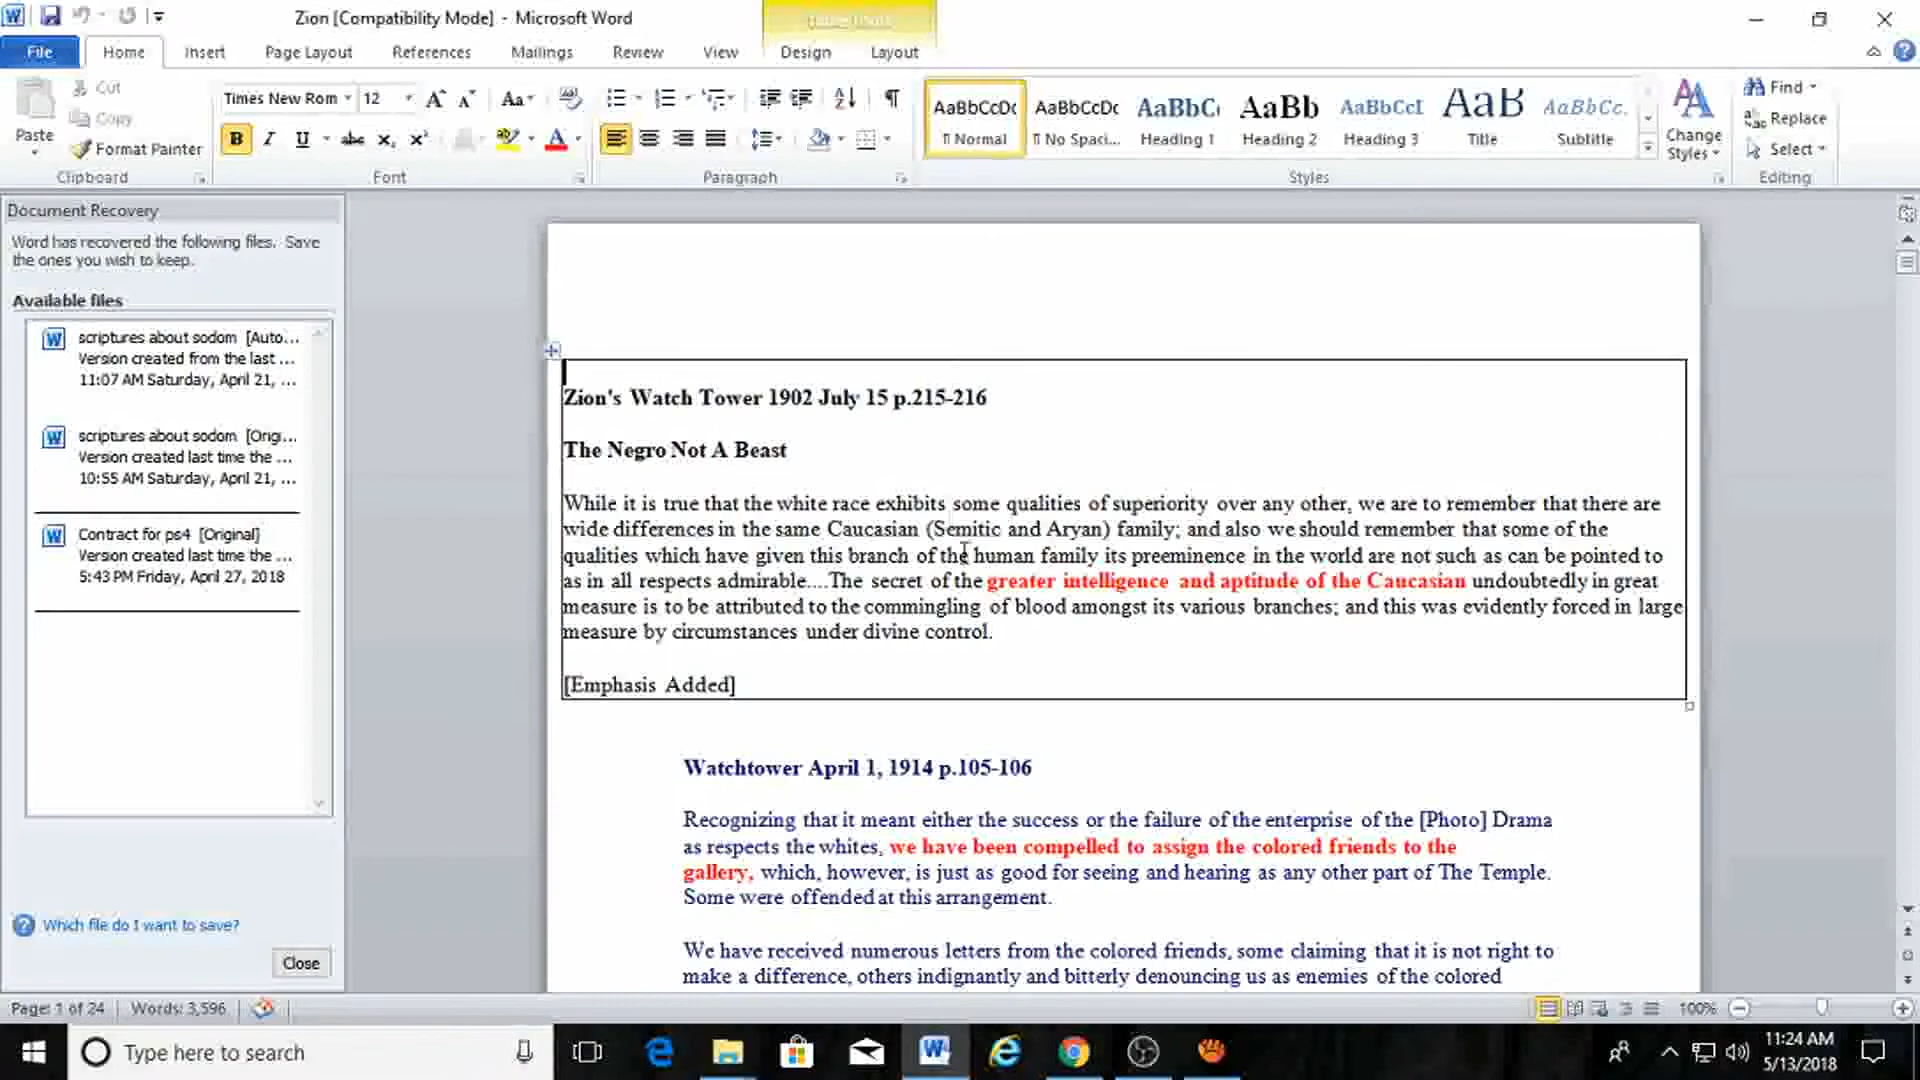 Zion [Compatibility Mode] - Microsoft Word
File Home Insert Page Layout References Mailings Review View Design Layout
Cut
Copy
Paste
Format Painter
Clipboard
Times New Rom 12
Font
Paragraph
AaBbCcDc AaBbCcDc AaBbC( AaBb AaBbCcI AaB AaBbCc.
¶ Normal ¶ No Spaci... Heading 1 Heading 2 Heading 3 Title Subtitle
Change
Styles
Styles
Find
Replace
Select
Editing
Document Recovery
Word has recovered the following files. Save
the ones you wish to keep.
Available files
scriptures about sodom [Auto...
Version created from the last ...
11:07 AM Saturday, April 21, ...
scriptures about sodom [Origi...
Version created last time the ...
10:55 AM Saturday, April 21, ...
Contract for ps4 [Original]
Version created last time the ...
5:43 PM Friday, April 27, 2018
Which file do I want to save?
Close
Zion's Watch Tower 1902 July 15 p.215-216
The Negro Not A Beast
While it is true that the white race exhibits some qualities of superiority over any other, we are to remember that there are
wide differences in the same Caucasian (Semitic and Aryan) family; and also we should remember that some of the
qualities which have given this branch of the human family its preeminence in the world are not such as can be pointed to
as in all respects admirable....The secret of the greater intelligence and aptitude of the Caucasian undoubtedly in great
measure is to be attributed to the commingling of blood amongst its various branches; and this was evidently forced in large
measure by circumstances under divine control.
[Emphasis Added]
Watchtower April 1, 1914 p.105-106
Recognizing that it meant either the success or the failure of the enterprise of the [Photo] Drama
as respects the whites, we have been compelled to assign the colored friends to the
gallery, which, however, is just as good for seeing and hearing as any other part of The Temple.
Some were offended at this arrangement.
We have received numerous letters from the colored friends, some claiming that it is not right to
make a difference, others indignantly and bitterly denouncing us as enemies of the colored
Page: 1 of 24 Words: 3,596 100%
Type here to search
11:24 AM
5/13/2018